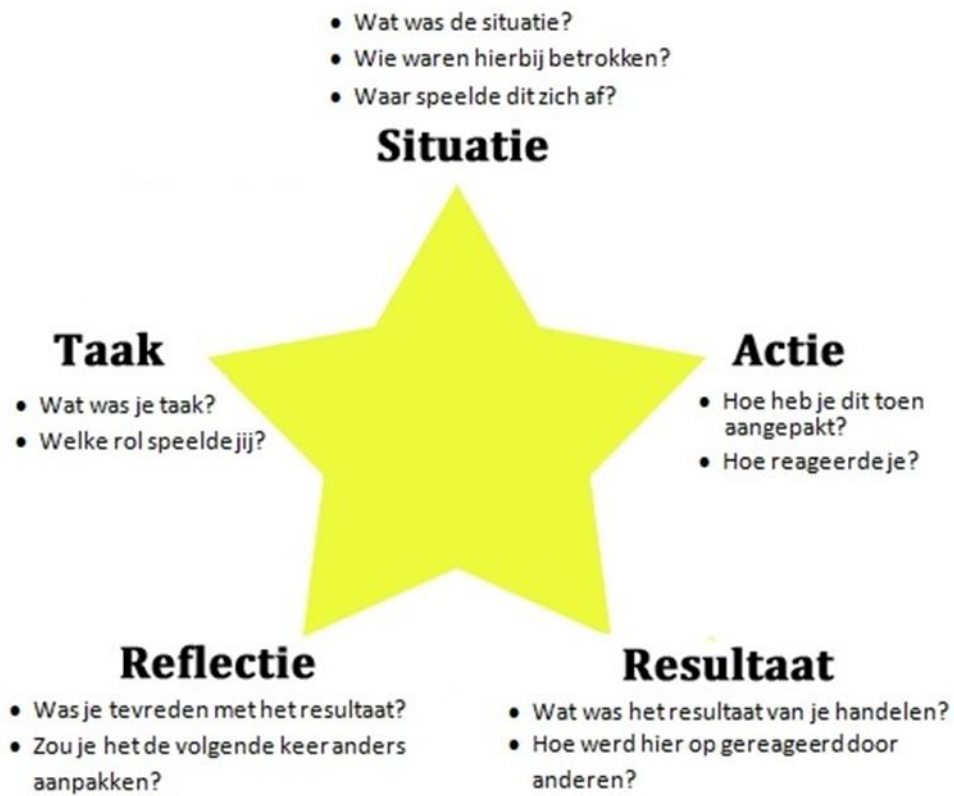 • Wat was de situatie?
• Wie waren hierbij betrokken?
• Waar speelde dit zich af?
Situatie
Taak
• Wat was je taak?
• Welke rol speelde jij?
Actie
• Hoe heb je dit toen
aangepakt?
• Hoe reageerde je?
Reflectie
• Was je tevreden met het resultaat?
• Zou je het de volgende keer anders
aanpakken?
Resultaat
• Wat was het resultaat van je handelen?
• Hoe werd hier op gereageerd door
anderen?